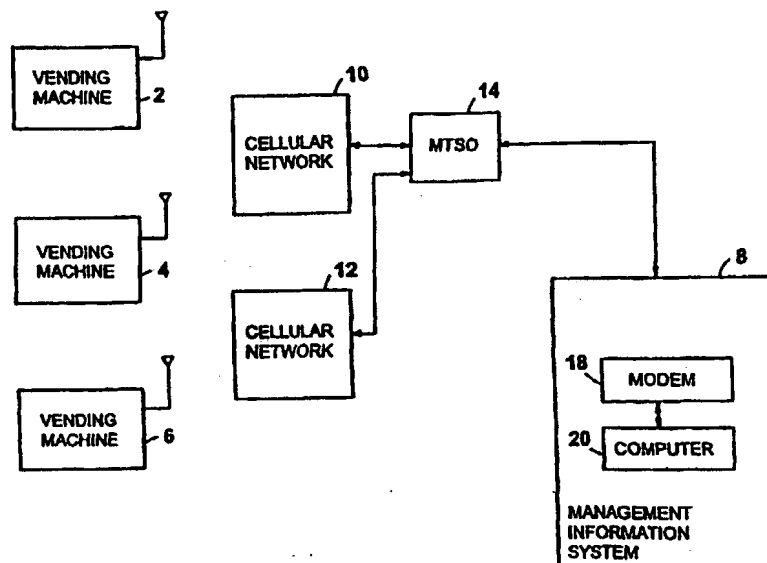 VENDING
MACHINE
2
VENDING
MACHINE
4
VENDING
MACHINE
6
10
CELLULAR
NETWORK
12
CELLULAR
NETWORK
14
MTSO
8
18
MODEM
20
COMPUTER
MANAGEMENT
INFORMATION
SYSTEM